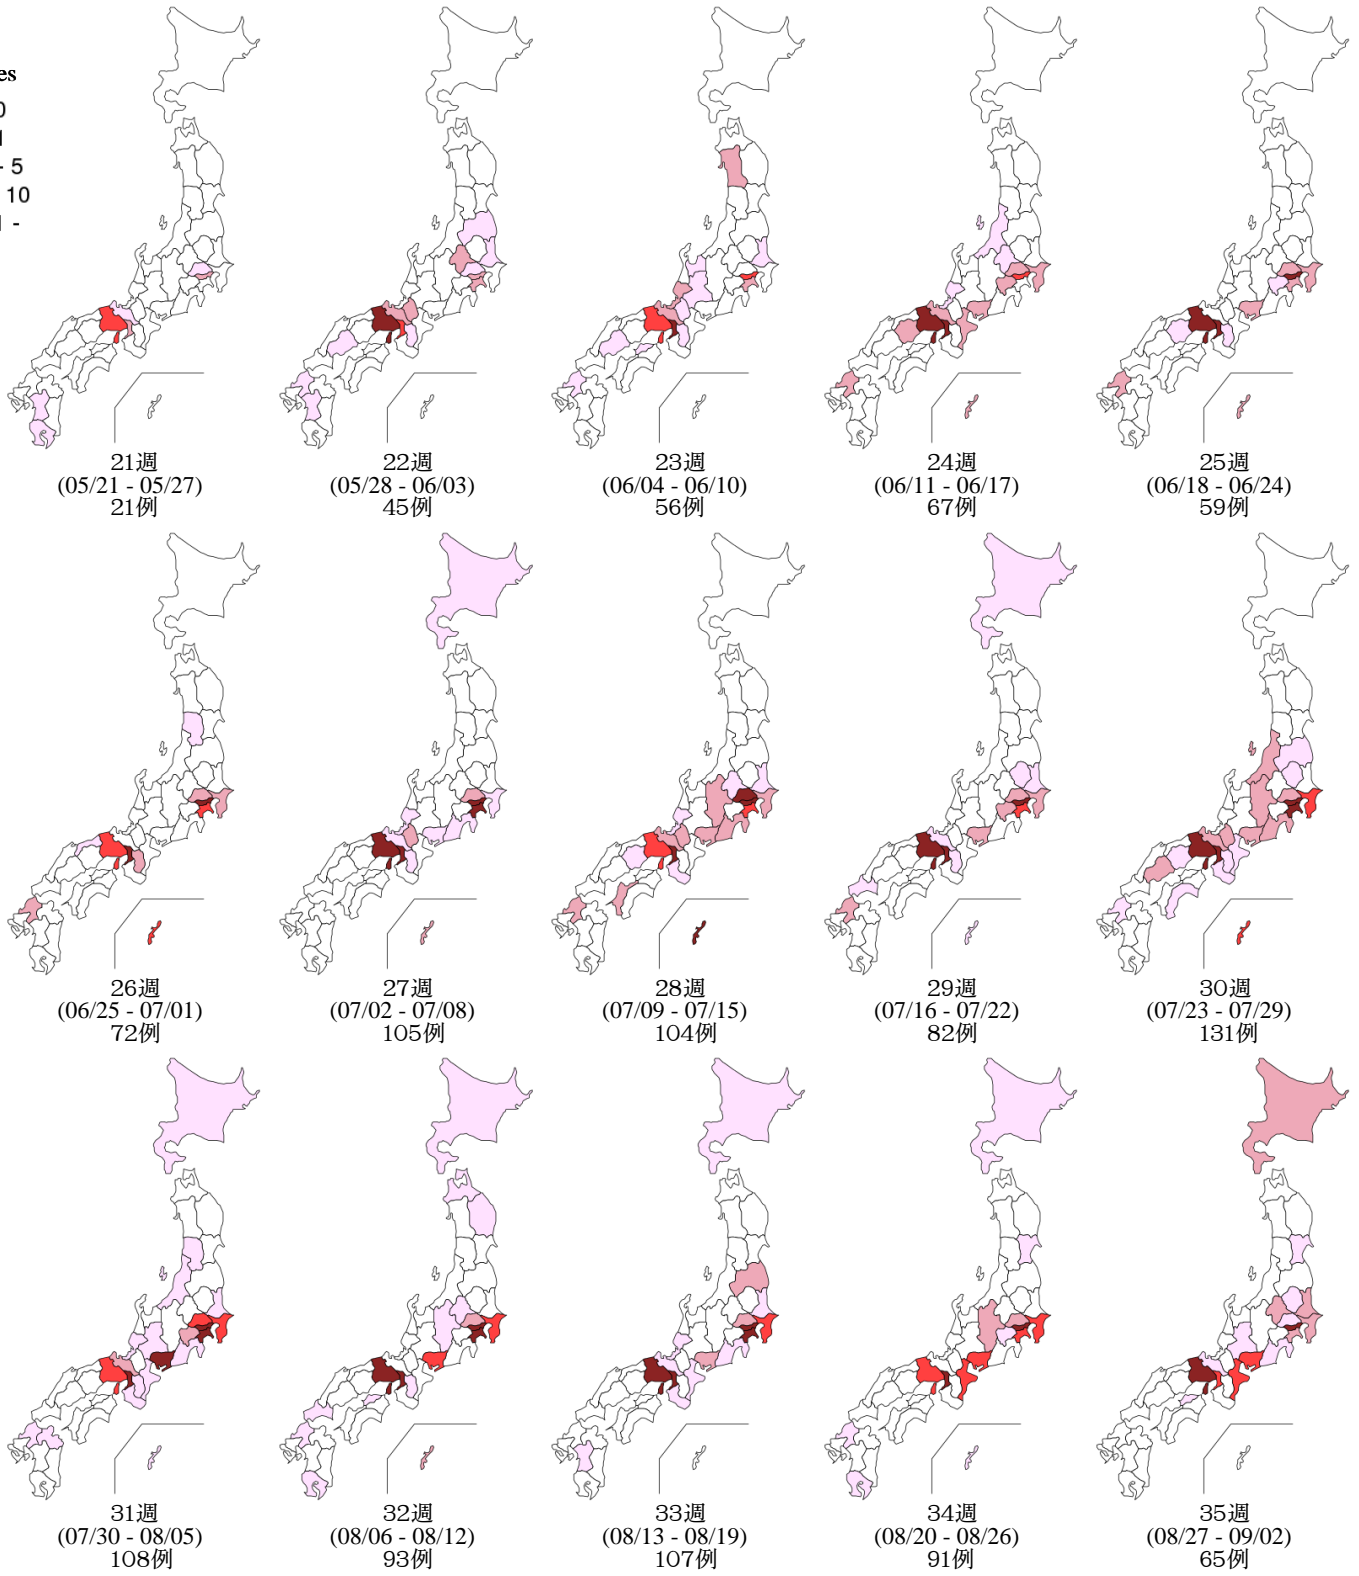 es
0
1
- 5
10
1 -
21週
(05/21 - 05/27)
21例
22週
(05/28 - 06/03)
45例
23週
(06/04 - 06/10)
56例
24週
(06/11 - 06/17)
67例
25週
(06/18 - 06/24)
59例
26週
(06/25 - 07/01)
72例
27週
(07/02 - 07/08)
105例
28週
(07/09 - 07/15)
104例
29週
(07/16 - 07/22)
82例
30週
(07/23 - 07/29)
131例
31週
(07/30 - 08/05)
108例
32週
(08/06 - 08/12)
93例
33週
(08/13 - 08/19)
107例
34週
(08/20 - 08/26)
91例
35週
(08/27 - 09/02)
65例